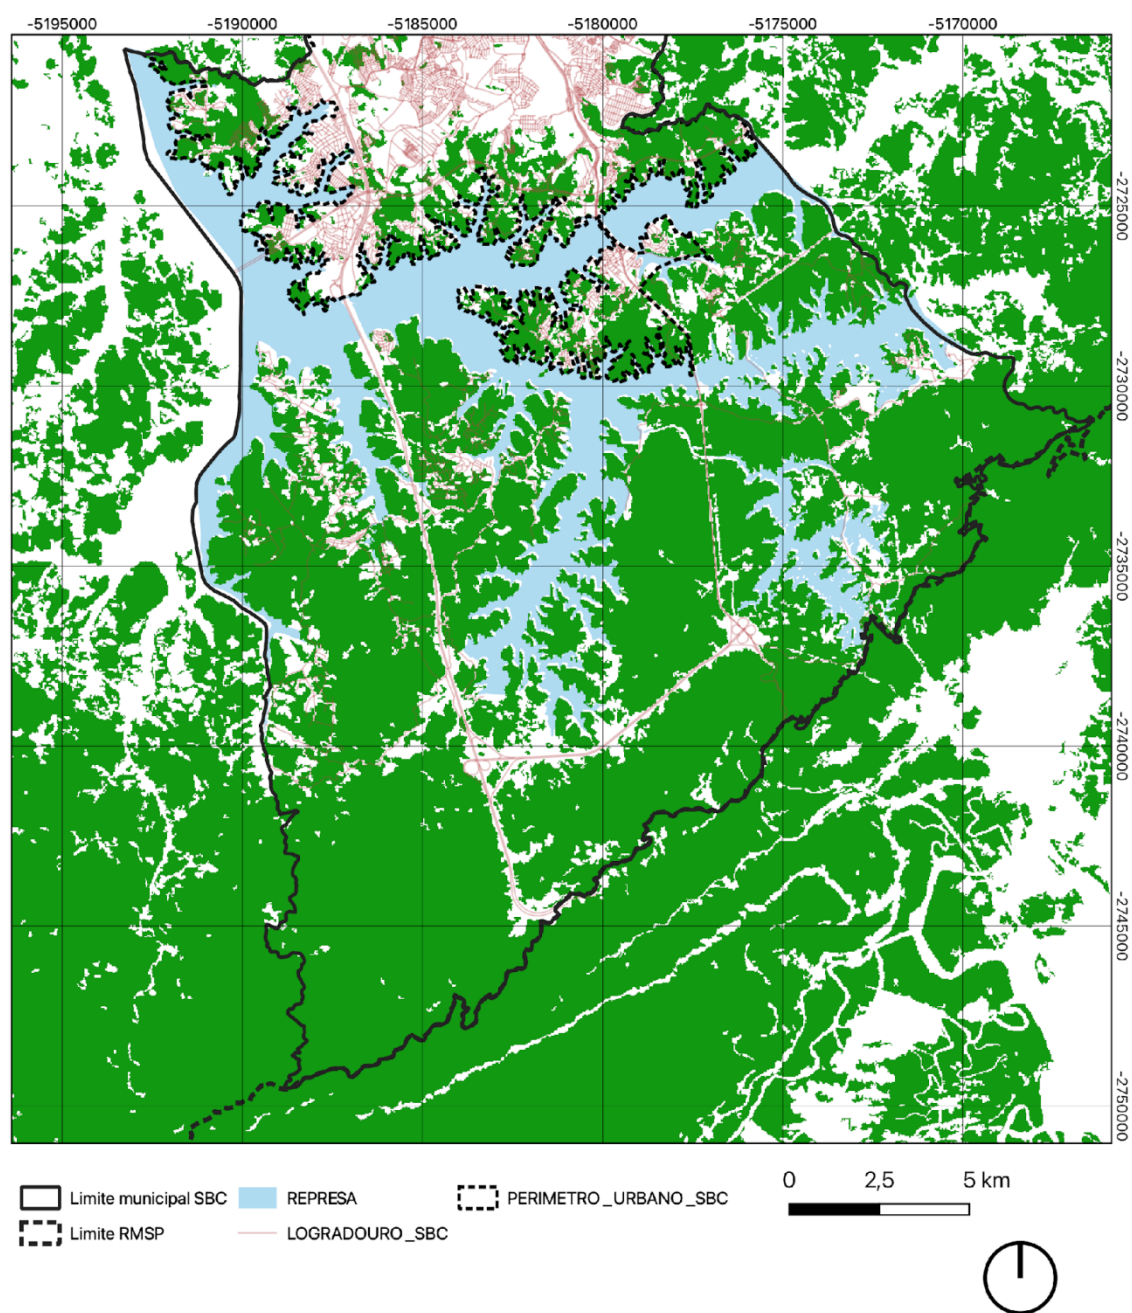 -5195000 -5190000 -5185000 -5180000 -5175000 -5170000
-2725000
-2730000
-2735000
-2740000
-2745000
-2750000
Limite municipal SBC REPRESA PERIMETRO_URBANO_SBC
Limite RMSP LOGRADOURO_SBC
0 2,5 5 km